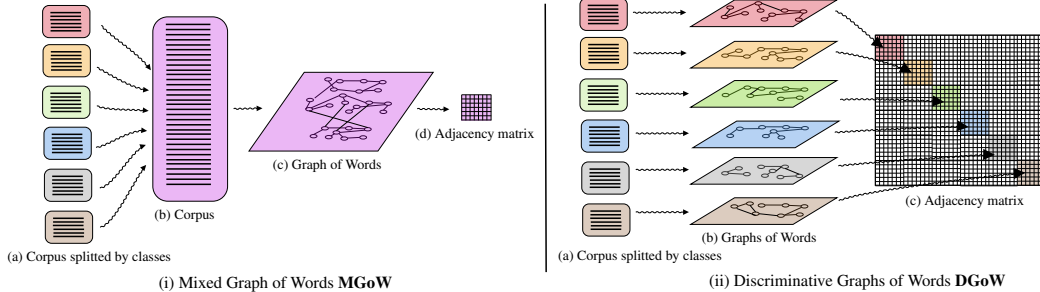 (d) Adjacency matrix
(c) Graph of Words
(b) Corpus
(a) Corpus splitted by classes
(i) Mixed Graph of Words MGoW
(c) Adjacency matrix
(b) Graphs of Words
(a) Corpus splitted by classes
(ii) Discriminative Graphs of Words DGoW